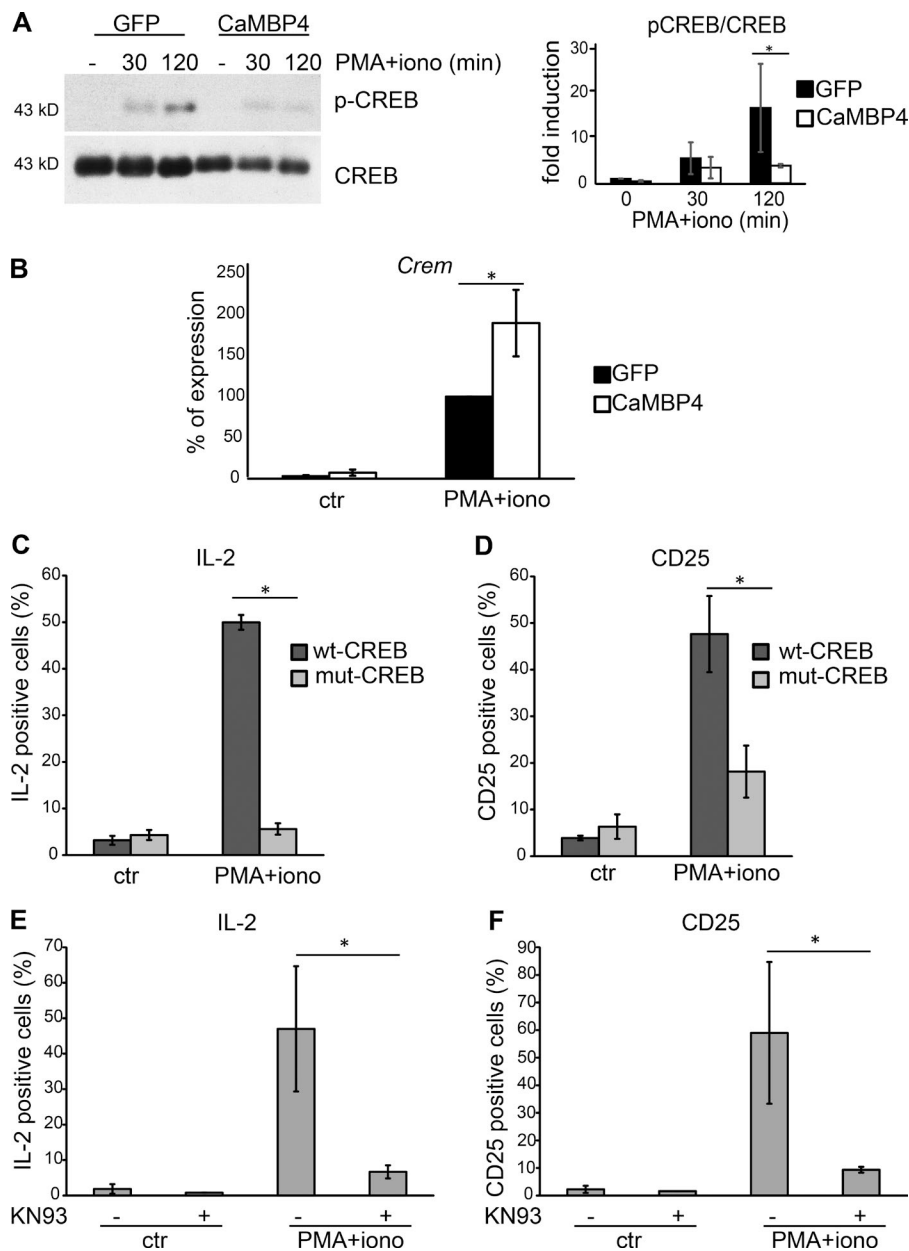 A
GFP CaMBP4
- 30 120 - 30 120 PMA+iono (min)
43 kD p-CREB
43 kD CREB
pCREB/CREB
fold induction
30
20
10
0
*
GFP
CaMBP4
0 30 120
PMA+iono (min)
B
Crem
% of expression
250
200
150
100
50
0
*
GFP
CaMBP4
ctr PMA+iono
C
IL-2
IL-2 positive cells (%)
60
50
40
30
20
10
0
*
wt-CREB
mut-CREB
ctr PMA+iono
D
CD25
CD25 positive cells (%)
60
50
40
30
20
10
0
*
wt-CREB
mut-CREB
ctr PMA+iono
E
IL-2
IL-2 positive cells (%)
70
60
50
40
30
20
10
0
*
KN93 - + - +
ctr PMA+iono
F
CD25
CD25 positive cells (%)
90
80
70
60
50
40
30
20
10
0
*
KN93 - + - +
ctr PMA+iono